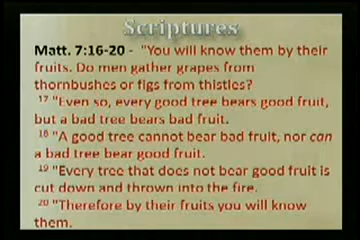 Scriptures
Matt. 7:16-20 - "You will know them by their
fruits. Do men gather grapes from
thornbushes or figs from thistles?
17 "Even so, every good tree bears good fruit,
but a bad tree bears bad fruit.
18 "A good tree cannot bear bad fruit, nor can
a bad tree bear good fruit.
19 "Every tree that does not bear good fruit is
cut down and thrown into the fire.
20 "Therefore by their fruits you will know
them.